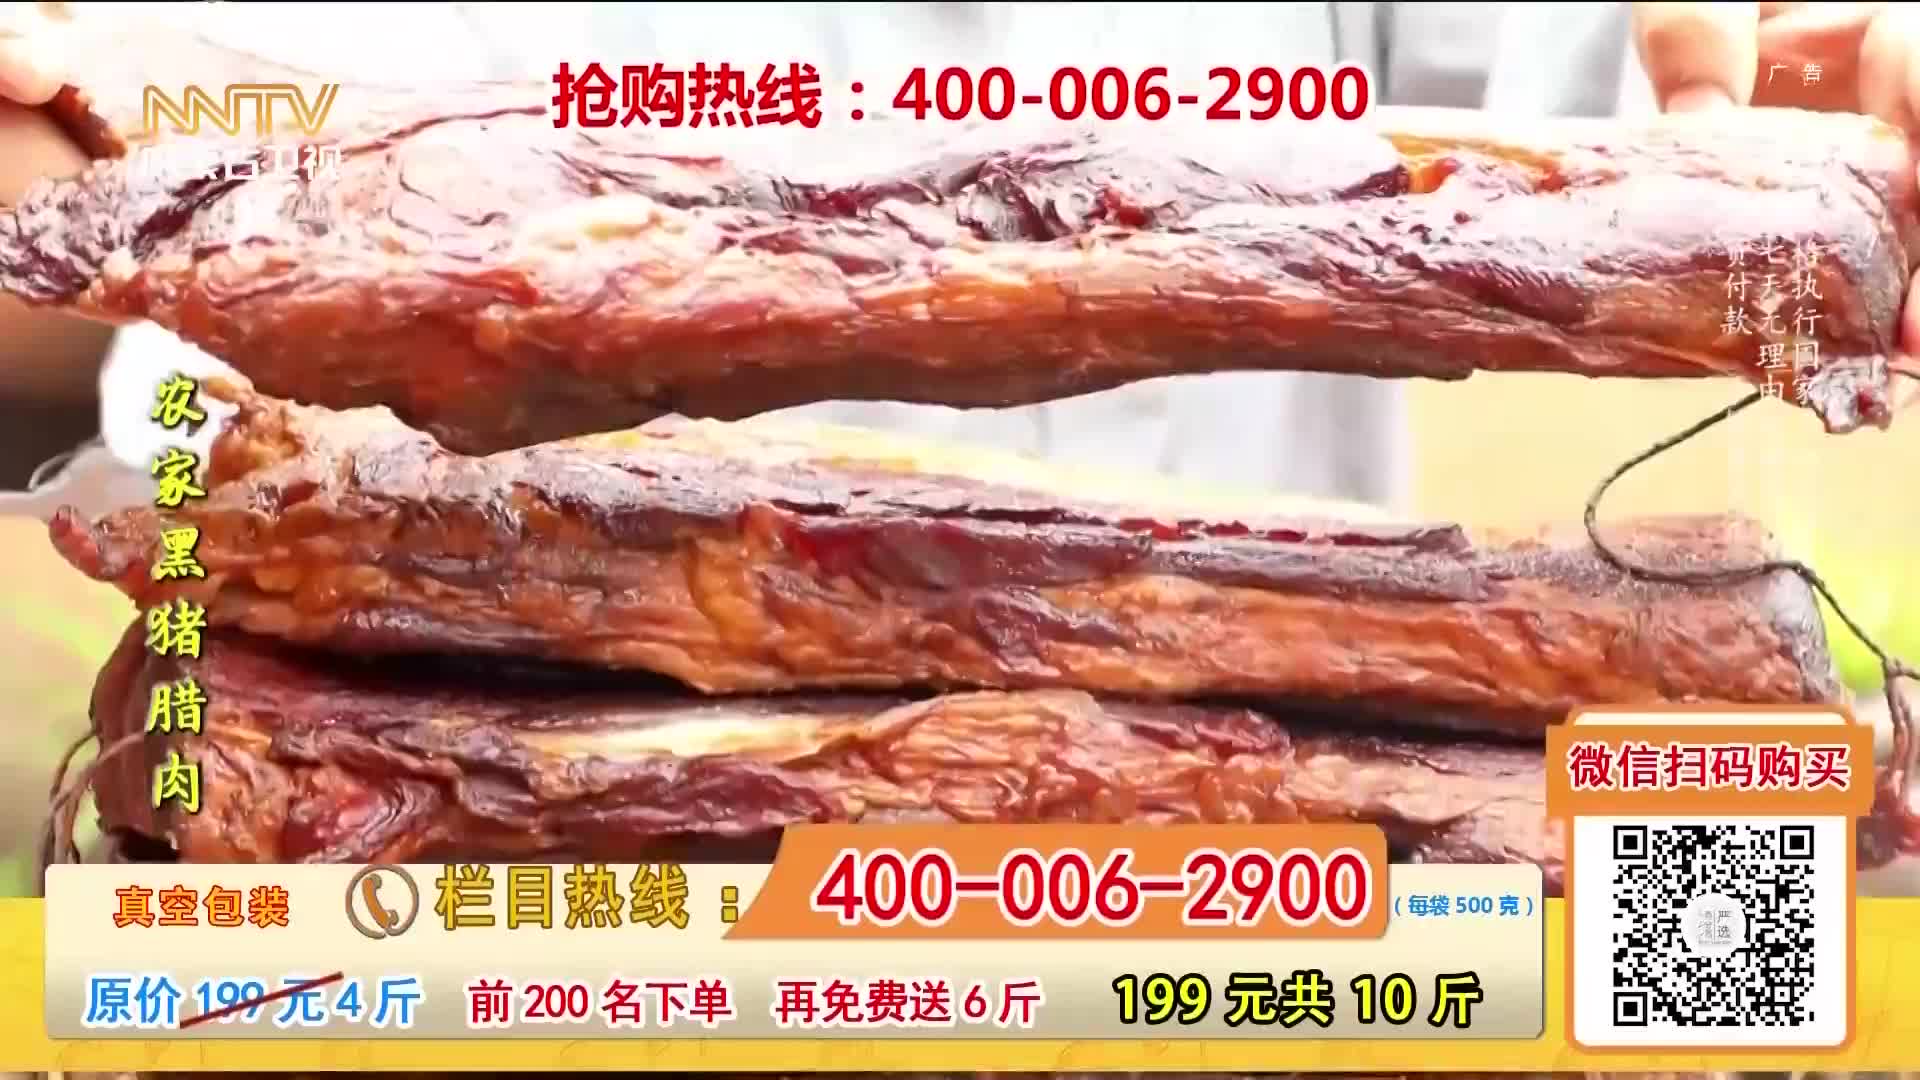 抢购热线：400-006-2900
广告
NNTV
格执行国家
七天无理由
货付款
农家黑猪腊肉
微信扫码购买
真空包装
栏目热线：
400-006-2900
（每袋500克）
严选
原价199元4斤
前200名下单 再免费送6斤
199元共10斤